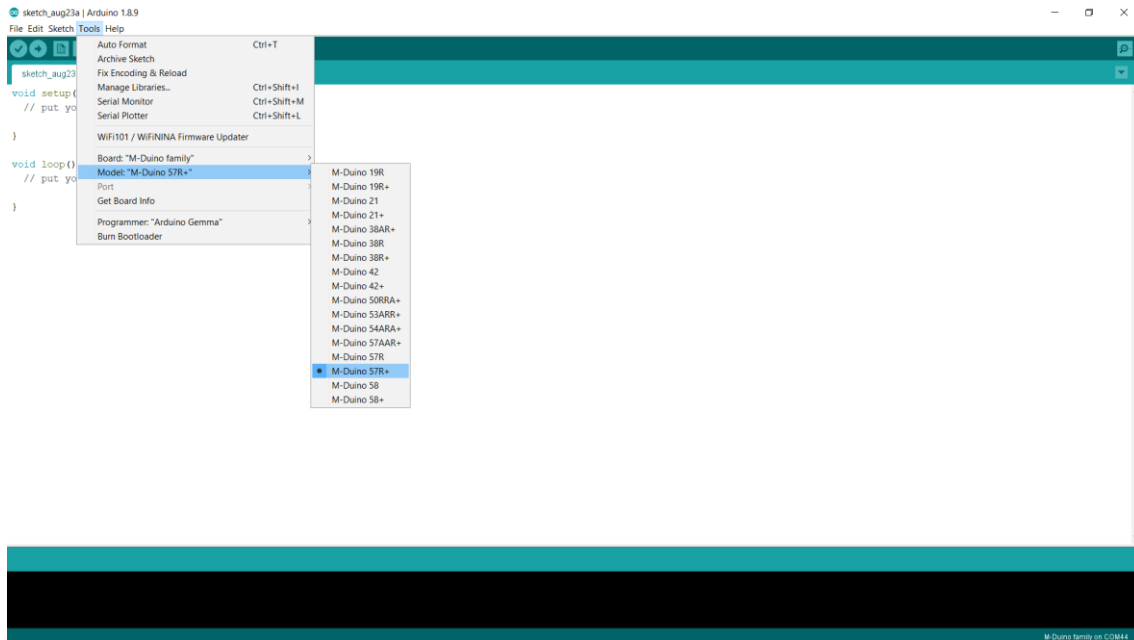 sketch_aug23a | Arduino 1.8.9
File Edit Sketch Tools Help
sketch_aug23
void setup(
// put yo
}
void loop()
// put yo
}
Auto Format Ctrl+T
Archive Sketch
Fix Encoding & Reload
Manage Libraries... Ctrl+Shift+I
Serial Monitor Ctrl+Shift+M
Serial Plotter Ctrl+Shift+L
WiFi101 / WiFiNINA Firmware Updater
Board: "M-Duino family"
Model: "M-Duino 57R+"
Port
Get Board Info
Programmer: "Arduino Gemma"
Burn Bootloader
M-Duino 19R
M-Duino 19R+
M-Duino 21
M-Duino 21+
M-Duino 38AR+
M-Duino 38R
M-Duino 38R+
M-Duino 42
M-Duino 42+
M-Duino 50RRA+
M-Duino 53ARR+
M-Duino 54ARA+
M-Duino 57AAR+
M-Duino 57R
M-Duino 57R+
M-Duino 58
M-Duino 58+
M-Duino family on COM44